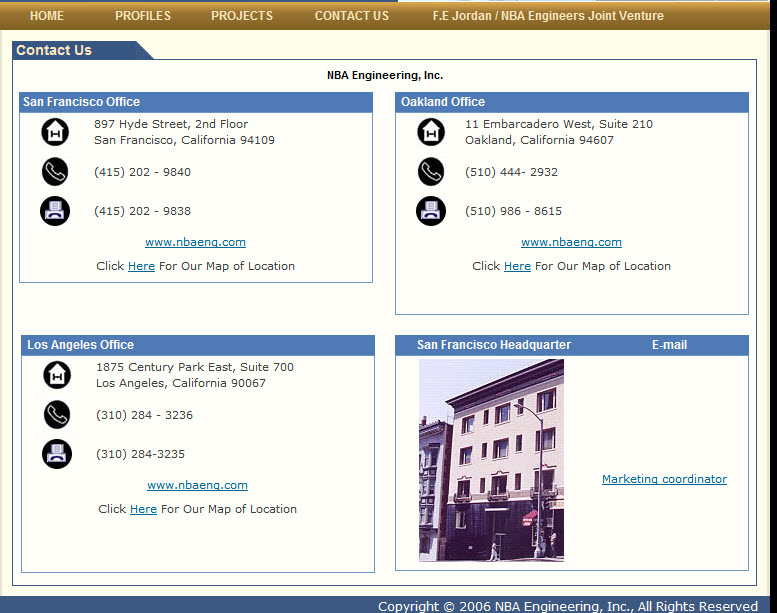 HOME PROFILES PROJECTS CONTACT US F.E Jordan / NBA Engineers Joint Venture
Contact Us
NBA Engineering, Inc.
San Francisco Office
897 Hyde Street, 2nd Floor
San Francisco, California 94109
(415) 202 - 9840
(415) 202 - 9838
www.nbaeng.com
Click Here For Our Map of Location
Oakland Office
11 Embarcadero West, Suite 210
Oakland, California 94607
(510) 444- 2932
(510) 986 - 8615
www.nbaeng.com
Click Here For Our Map of Location
Los Angeles Office
1875 Century Park East, Suite 700
Los Angeles, California 90067
(310) 284 - 3236
(310) 284-3235
www.nbaeng.com
Click Here For Our Map of Location
San Francisco Headquarter E-mail
Marketing coordinator
Copyright © 2006 NBA Engineering, Inc., All Rights Reserved